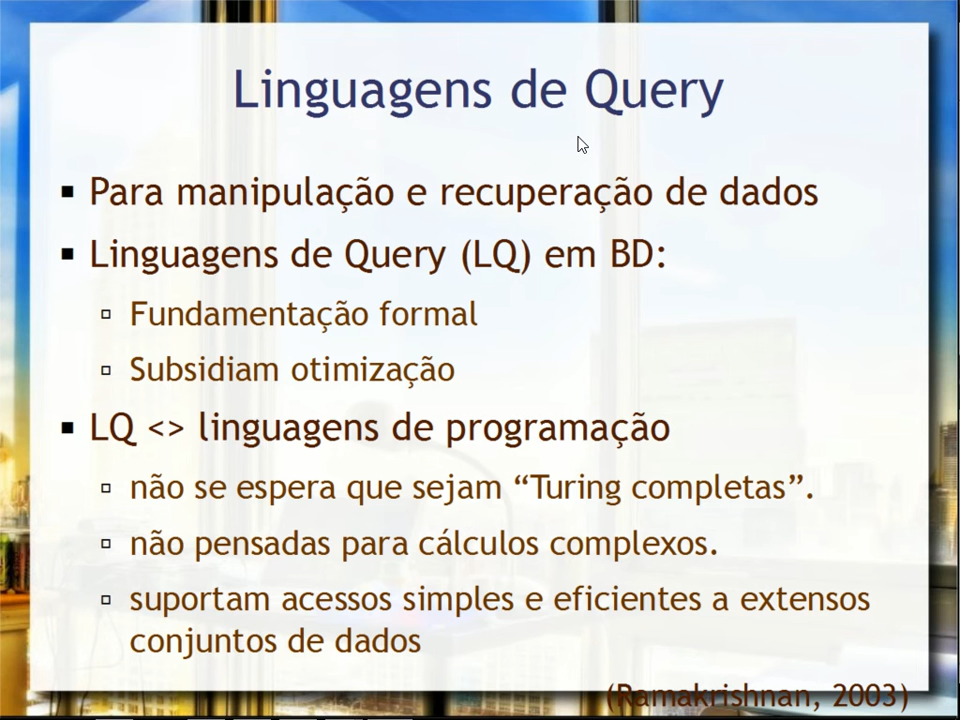 Linguagens de Query
Para manipulação e recuperação de dados
Linguagens de Query (LQ) em BD:
Fundamentação formal
Subsidiam otimização
LQ <> linguagens de programação
não se espera que sejam “Turing completas”.
não pensadas para cálculos complexos.
suportam acessos simples e eficientes a extensos
conjuntos de dados
(Ramakrishnan, 2003)